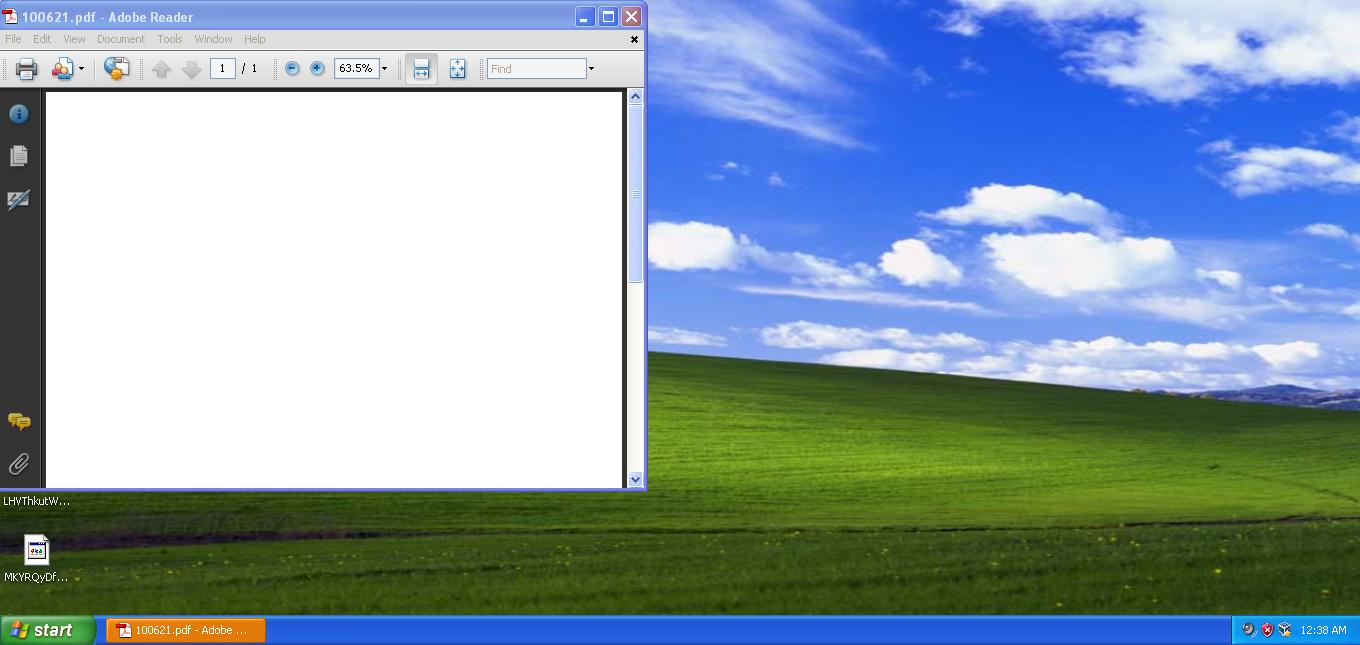 100621.pdf - Adobe Reader
File Edit View Document Tools Window Help
1 / 1 63.5% Find
LHVThkutW...
MKYRQyDf...
start 100621.pdf - Adobe ... 12:38 AM